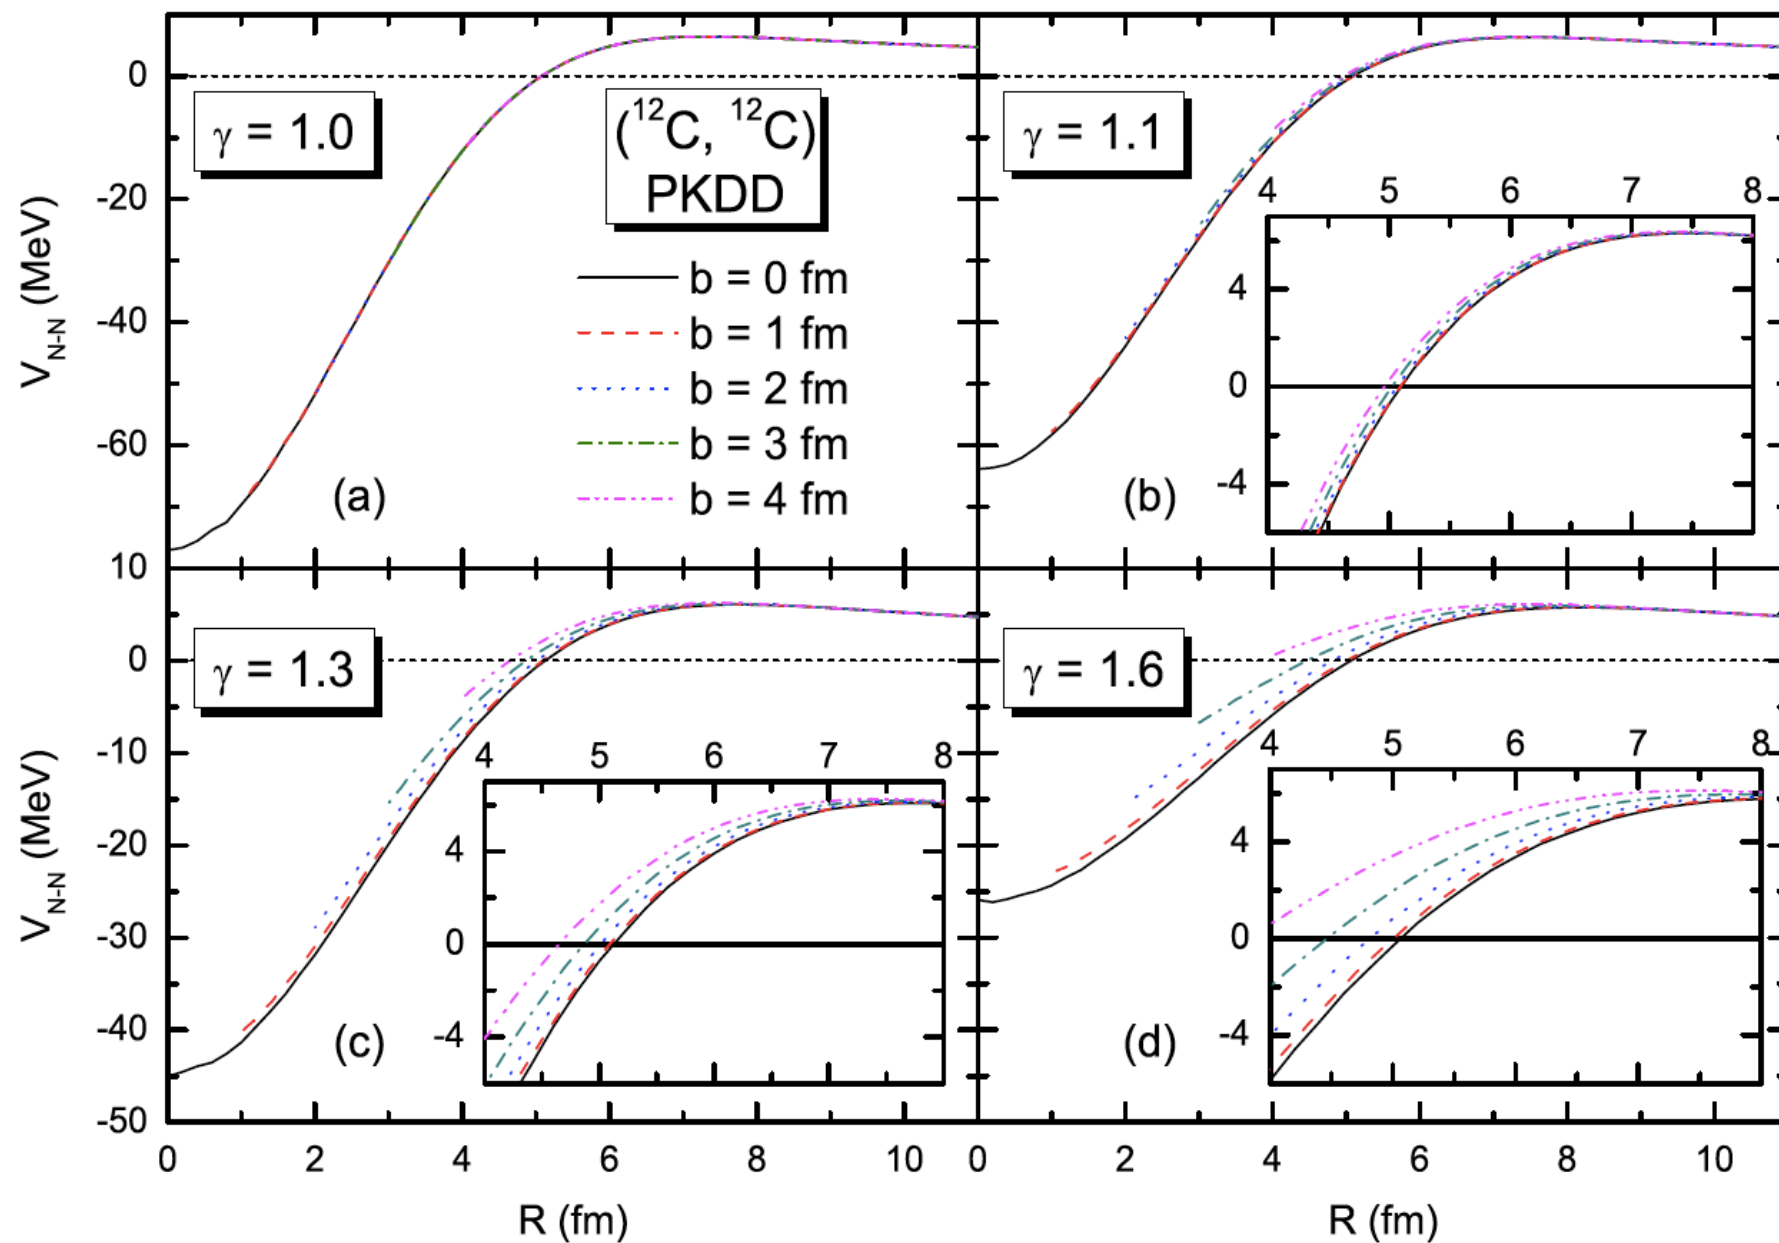 0
-20
-40
-60
V_{N-N} (MeV)
γ = 1.0
(¹²C, ¹²C)
PKDD
b = 0 fm
b = 1 fm
b = 2 fm
b = 3 fm
b = 4 fm
(a)
γ = 1.1
4 5 6 7 8
4
0
-4
(b)
10
0
-10
-20
-30
-40
-50
V_{N-N} (MeV)
γ = 1.3
4 5 6 7 8
4
0
-4
(c)
0 2 4 6 8 10
R (fm)
γ = 1.6
4 5 6 7 8
4
0
-4
(d)
0 2 4 6 8 10
R (fm)